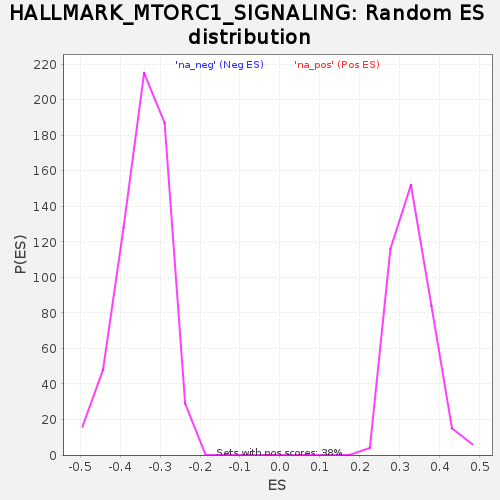 HALLMARK_MTORC1_SIGNALING: Random ES
distribution
'na_neg' (Neg ES) 'na_pos' (Pos ES)
P(ES)
220
200
180
160
140
120
100
80
60
40
20
0
Sets with pos scores: 38%
-0.5 -0.4 -0.3 -0.2 -0.1 0.0 0.1 0.2 0.3 0.4 0.5
ES